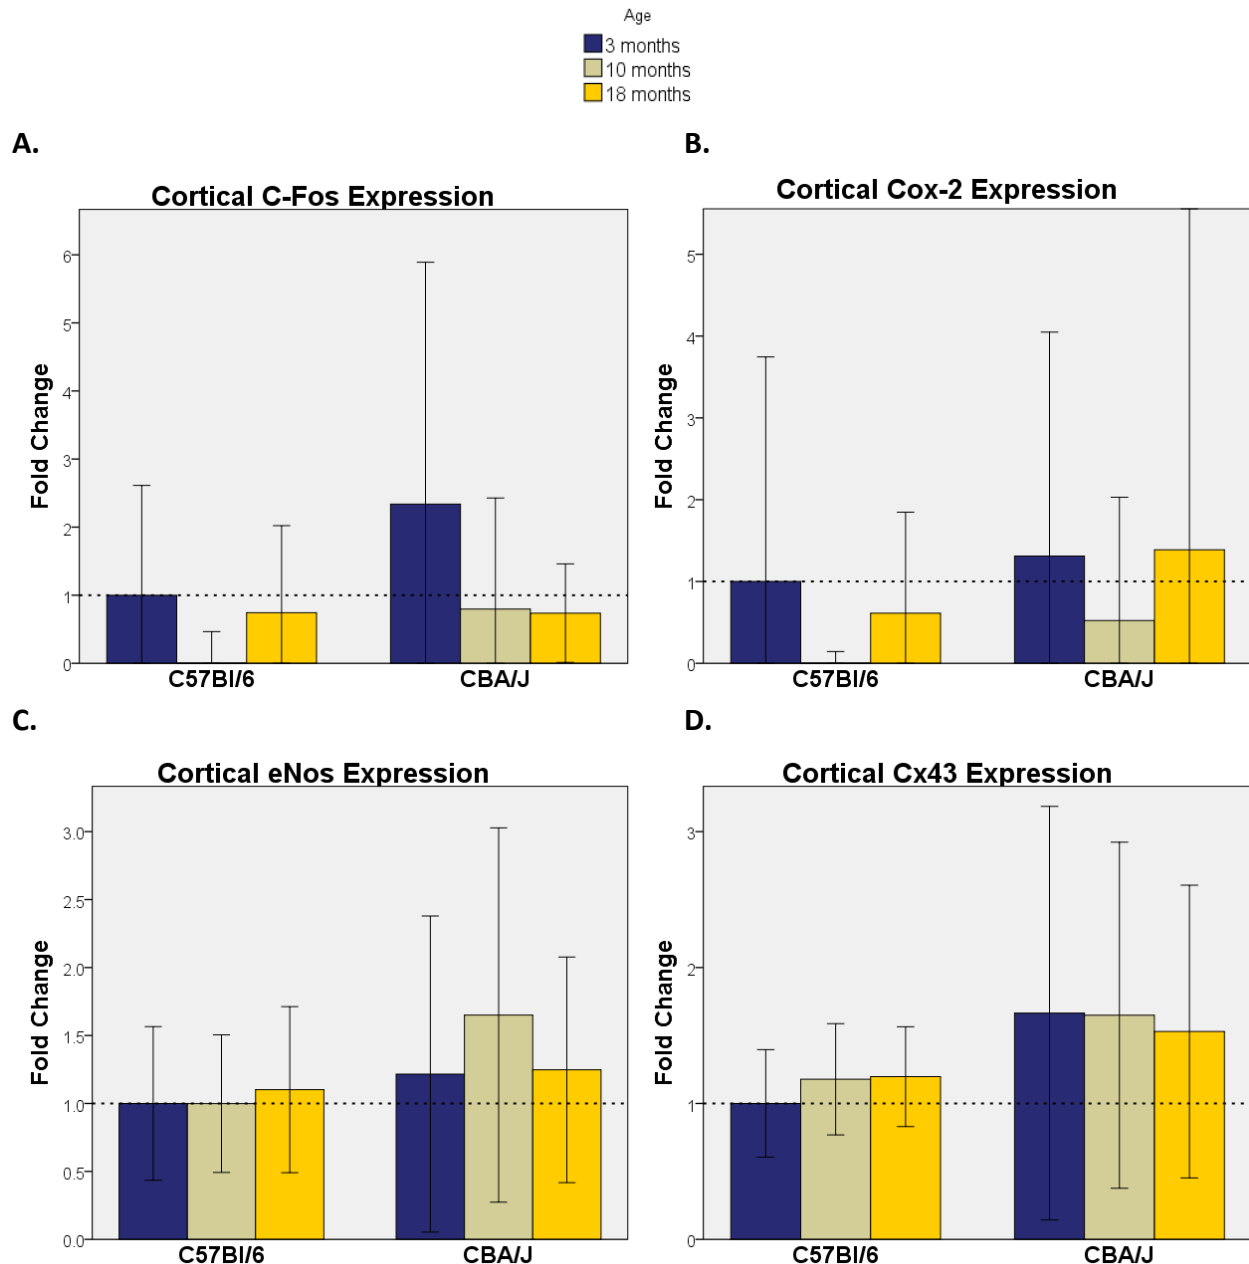 Age
3 months
10 months
18 months
A.
B.
Cortical C-Fos Expression
Fold Change
6
5
4
3
2
1
0
C57Bl/6
CBA/J
Cortical Cox-2 Expression
Fold Change
5
4
3
2
1
0
C57Bl/6
CBA/J
C.
D.
Cortical eNos Expression
Fold Change
3.0
2.5
2.0
1.5
1.0
0.5
0.0
C57Bl/6
CBA/J
Cortical Cx43 Expression
Fold Change
3
2
1
0
C57Bl/6
CBA/J